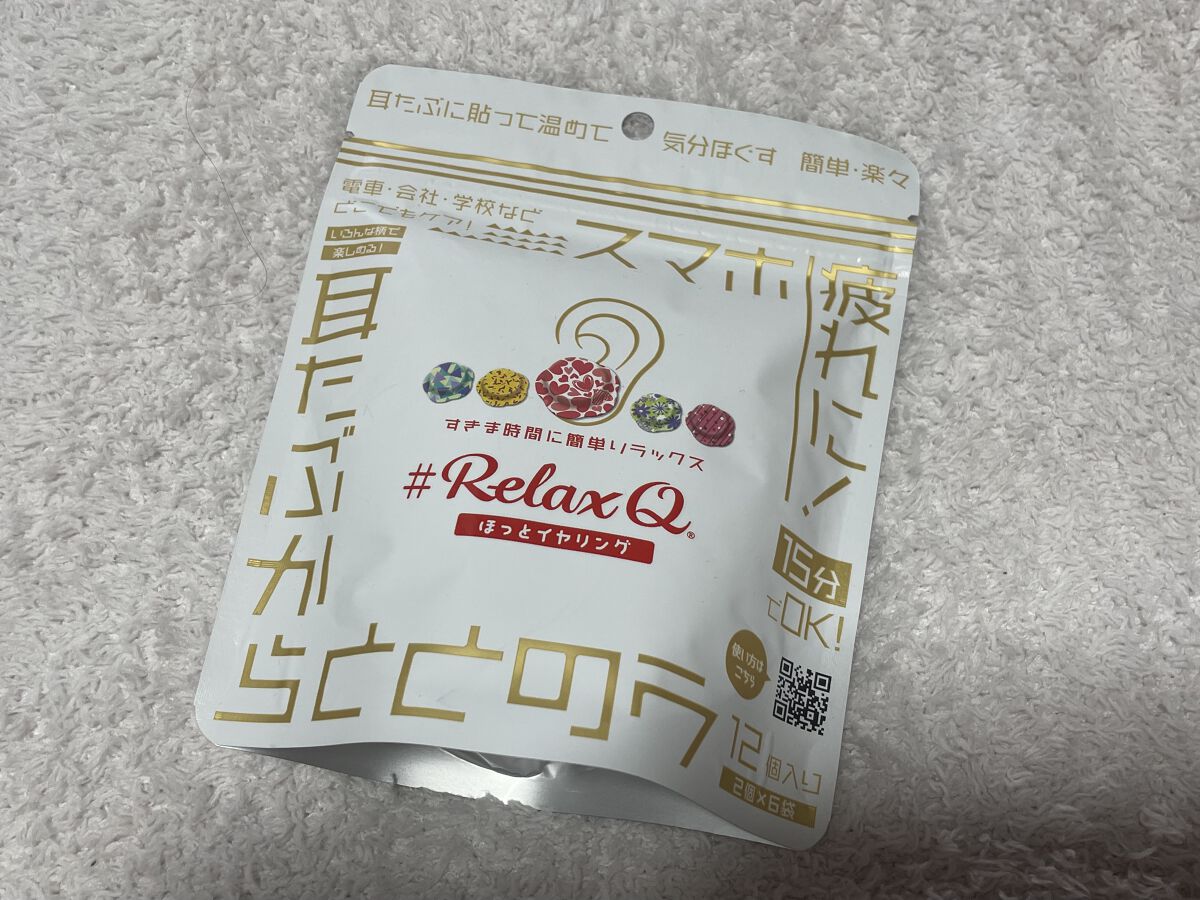 耳たぶに貼って温めて 気分ほぐす 簡単・楽々
電車・会社・学校など
どこでもケア!
いろんな柄で
楽しめる!
スマホ
疲れに!
耳たぶから
ととのう
すきま時間に簡単リラックス
#RelaxQ®
ほっとイヤリング
15分
でOK!
使い方は
こちら
12個入り
2個×6袋